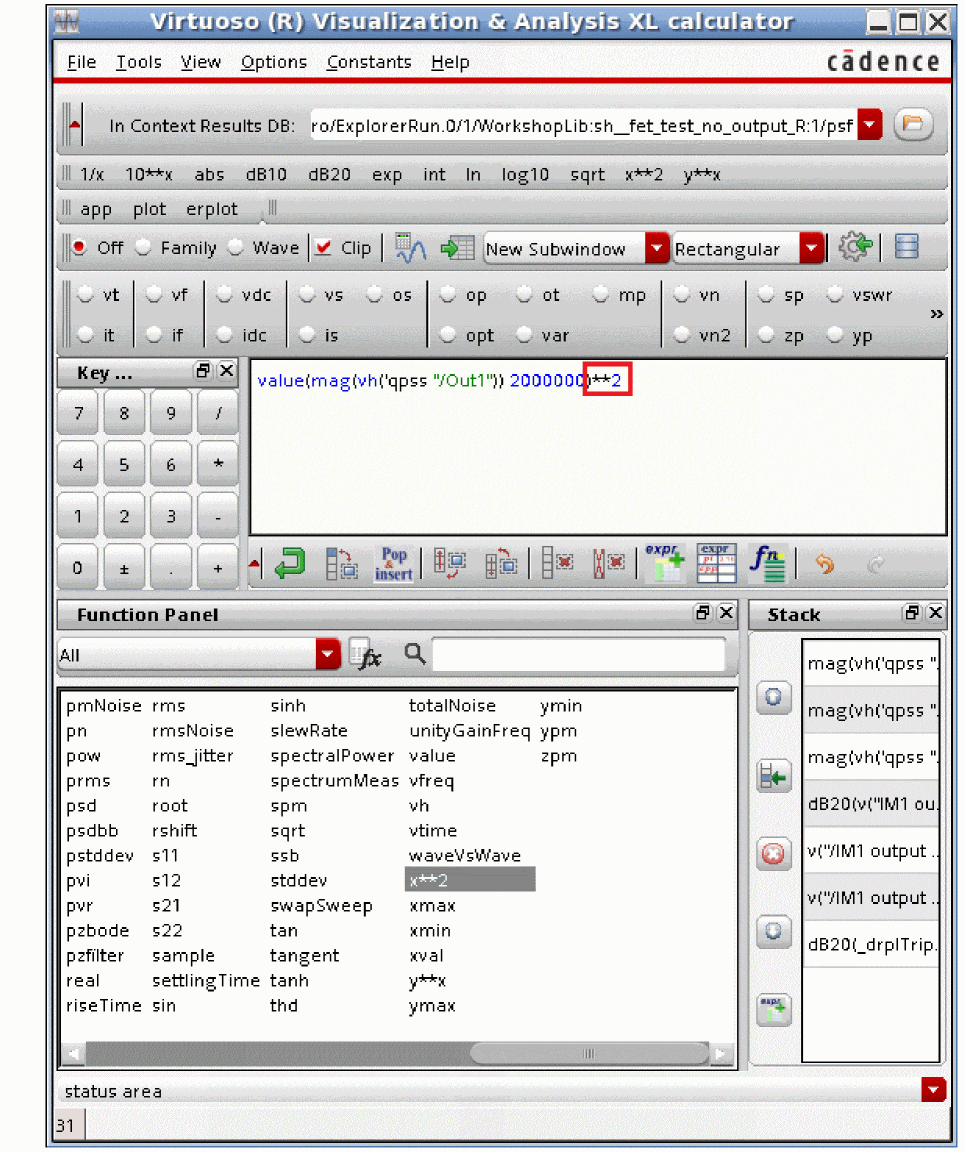 Virtuoso (R) Visualization & Analysis XL calculator
File Tools View Options Constants Help
cādence
In Context Results DB: ro/ExplorerRun.0/1/WorkshopLib:sh__fet_test_no_output_R:1/psf
1/x 10**x abs dB10 dB20 exp int ln log10 sqrt x**2 y**x
app plot erplot
Off Family Wave Clip New Subwindow Rectangular
vt vf vdc vs os op ot mp vn sp vswr »
it if idc is opt var vn2 zp yp
Key ...
value(mag(vh('qpss "/Out1")) 2000000)**2
7 8 9 /
4 5 6 *
1 2 3 -
0 ± . +
Pop & insert
expr
expr
fn
Function Panel
All
fx
pmNoise rms sinh totalNoise ymin
pn rmsNoise slewRate unityGainFreq ypm
pow rms_jitter spectralPower value zpm
prms rn spectrumMeas vfreq
psd root spm vh
psdbb rshift sqrt vtime
pstddev s11 ssb waveVsWave
pvi s12 stddev x**2
pvr s21 swapSweep xmax
pzbode s22 tan xmin
pzfilter sample tangent xval
real settlingTime tanh y**x
riseTime sin thd ymax
Stack
mag(vh('qpss ".
mag(vh('qpss ".
mag(vh('qpss ".
dB20(v("IM1 ou.
v("/IM1 output ..
v("/IM1 output ..
dB20(_drplTrip.
expr
status area
31